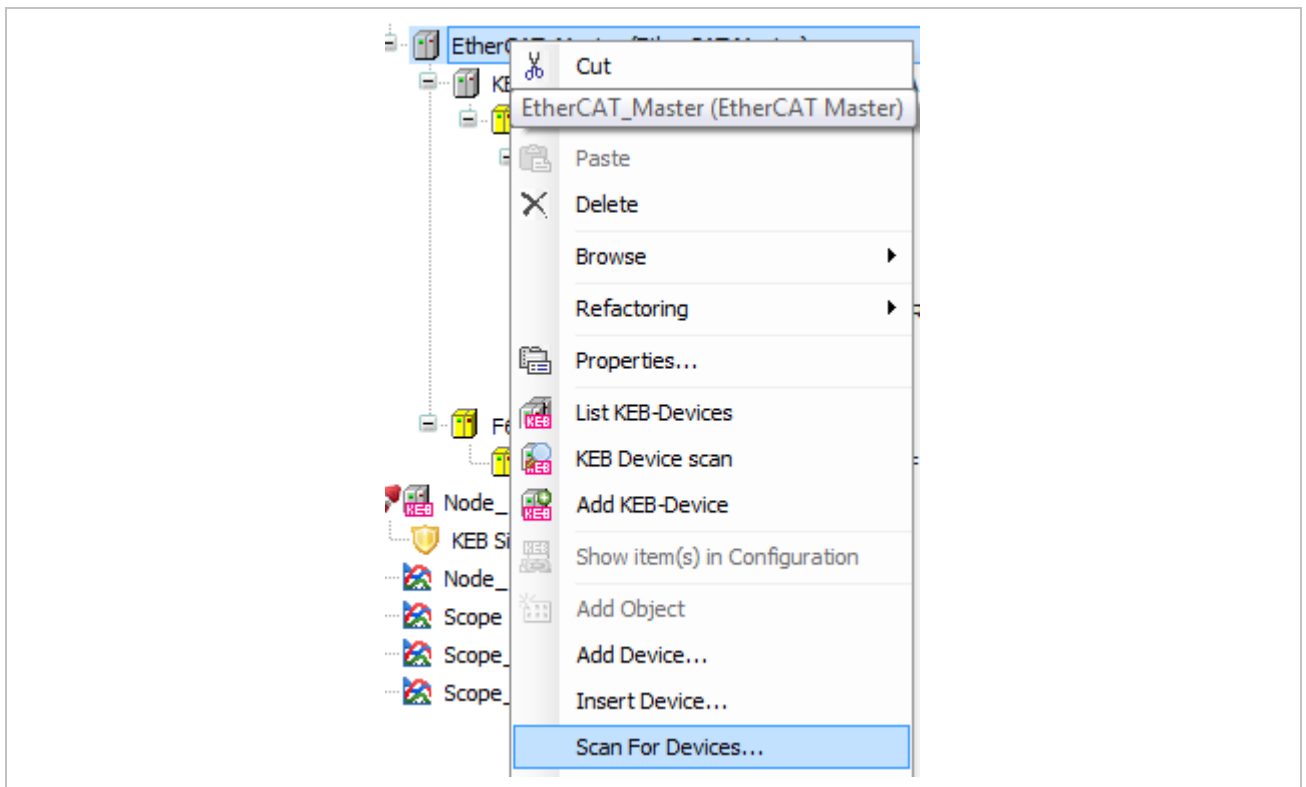 Cut
EtherCAT_Master (EtherCAT Master)
Paste
Delete
Browse
Refactoring
Properties...
List KEB-Devices
KEB Device scan
Add KEB-Device
Node_
Show item(s) in Configuration
KEB Si
Node_
Add Object
Scope
Add Device...
Scope_
Insert Device...
Scope_
Scan For Devices...